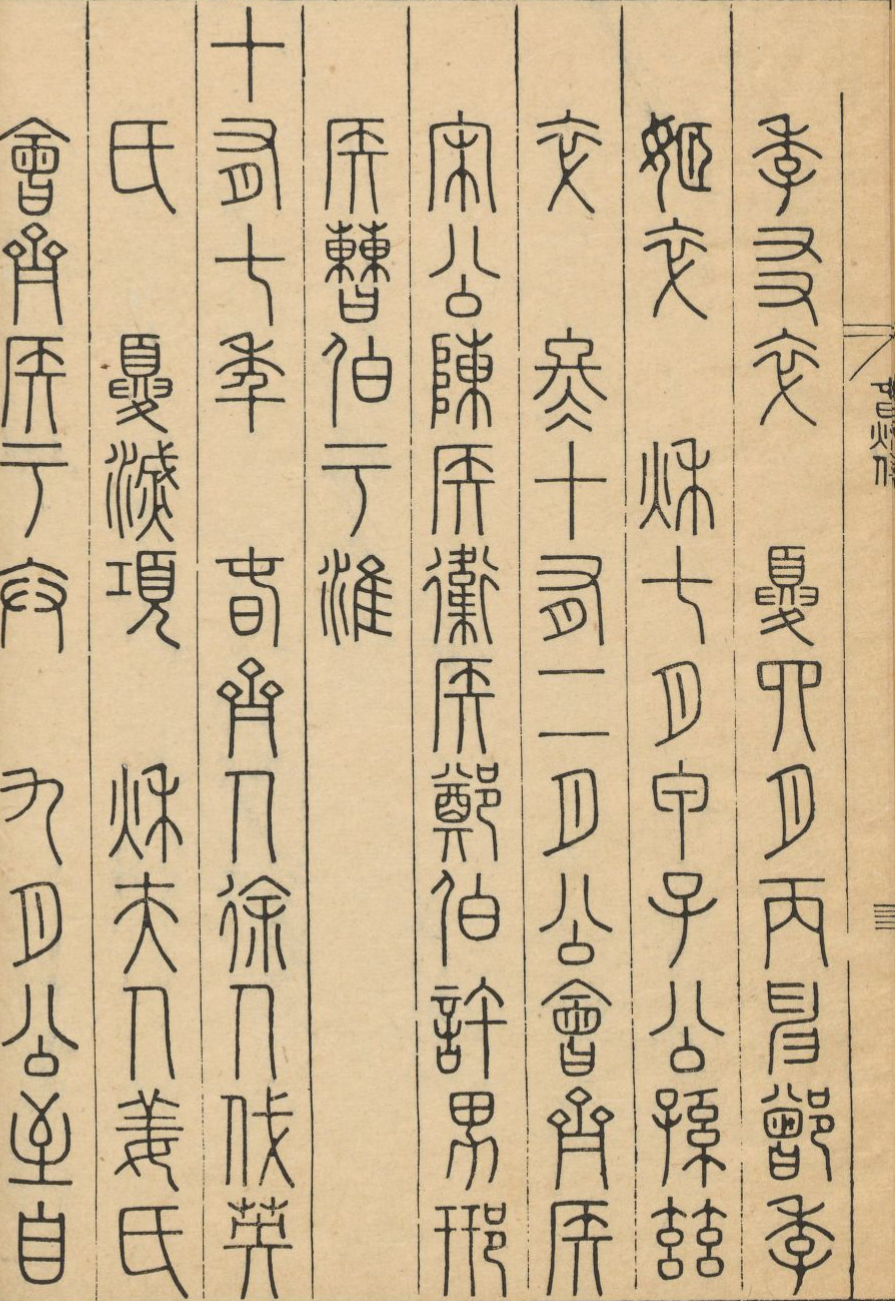 季友卒　夏四月丙申鄫季
姬卒　秋七月甲子公孫茲
卒　冬十有二月公會齊侯
宋公陳侯衛侯鄭伯許男邢
侯曹伯于淮
十有七年　春齊人徐人伐英
氏　夏滅項　秋夫人姜氏
會齊侯于卞　九月公至自